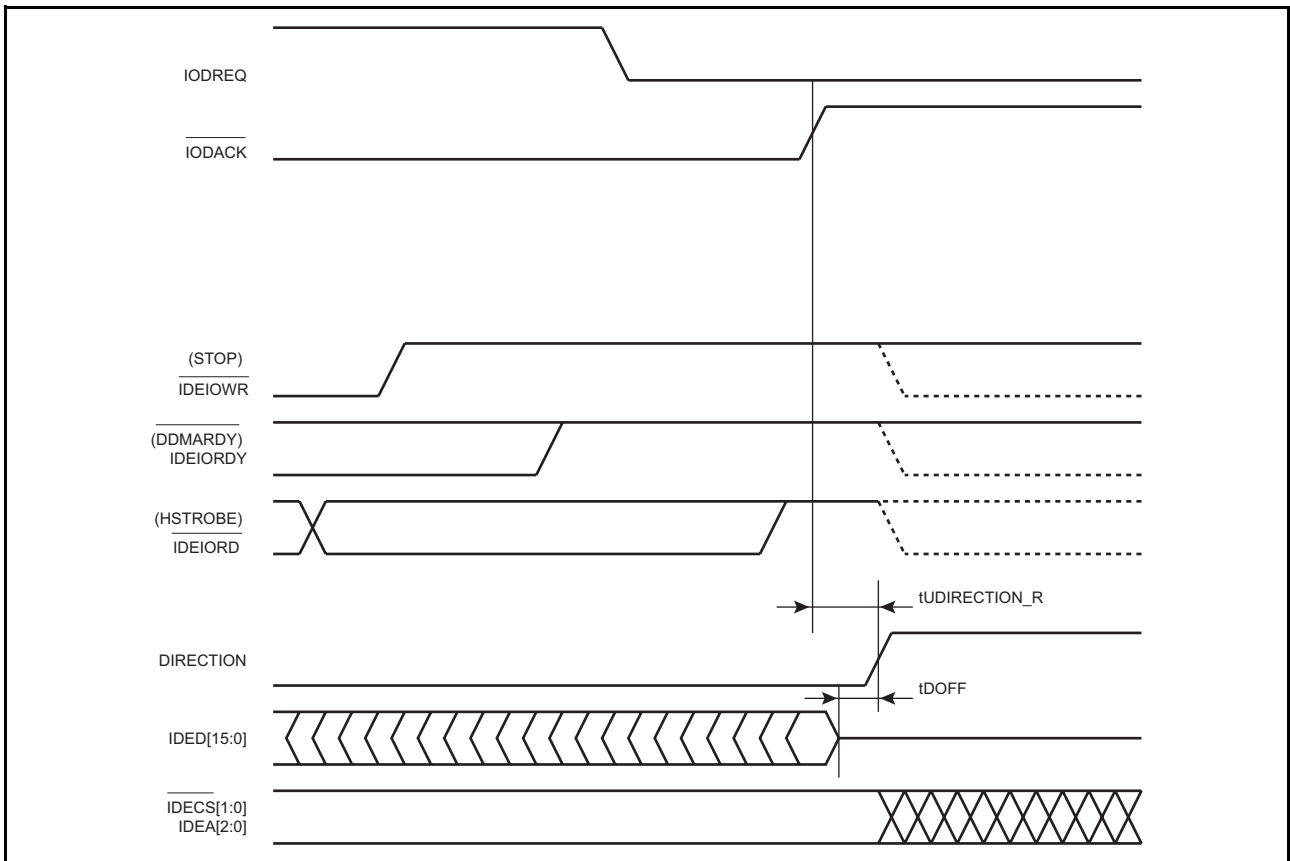 IODREQ
IODACK
(STOP)
IDEIOWR
(DDMARDY)
IDEIORDY
(HSTROBE)
IDEIORD
tUDIRECTION_R
DIRECTION
tDOFF
IDED[15:0]
IDECS[1:0]
IDEA[2:0]